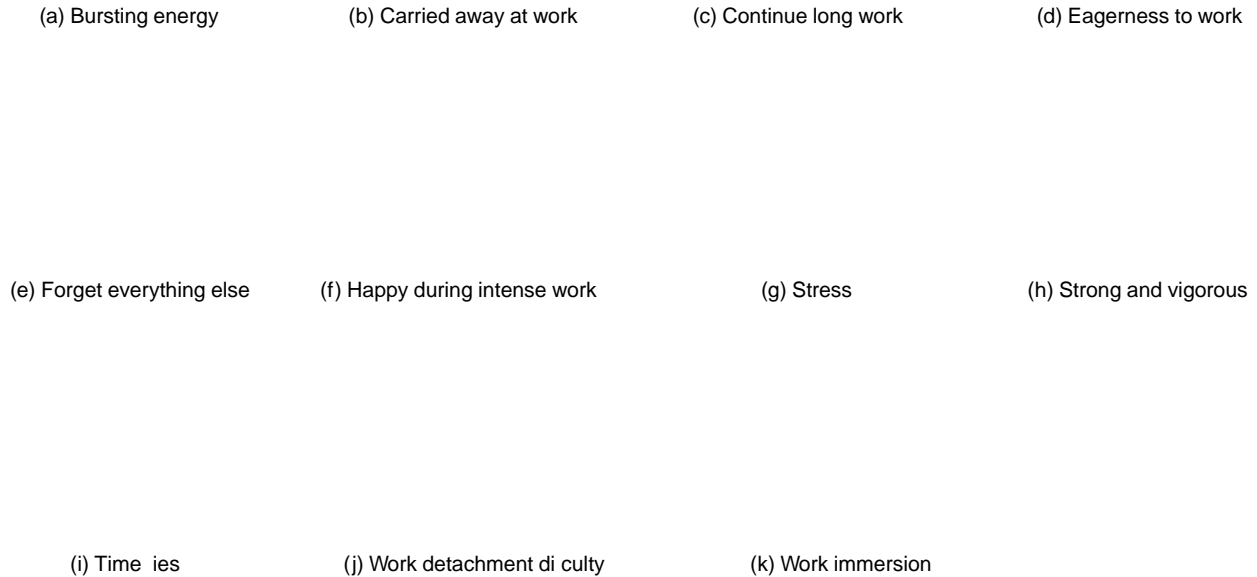 (a) Bursting energy (b) Carried away at work (c) Continue long work (d) Eagerness to work
(e) Forget everything else (f) Happy during intense work (g) Stress (h) Strong and vigorous
(i) Time ies (j) Work detachment di culty (k) Work immersion